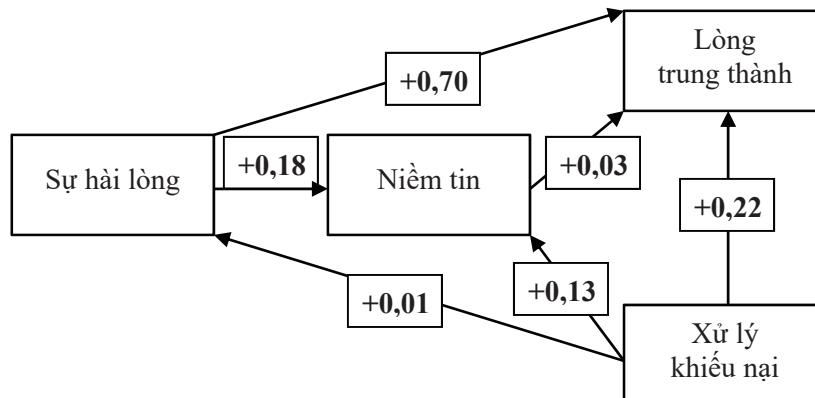 Lòng
trung thành
+0,70
Sự hài lòng
+0,18
Niềm tin
+0,03
+0,22
+0,01
+0,13
Xử lý
khiếu nại